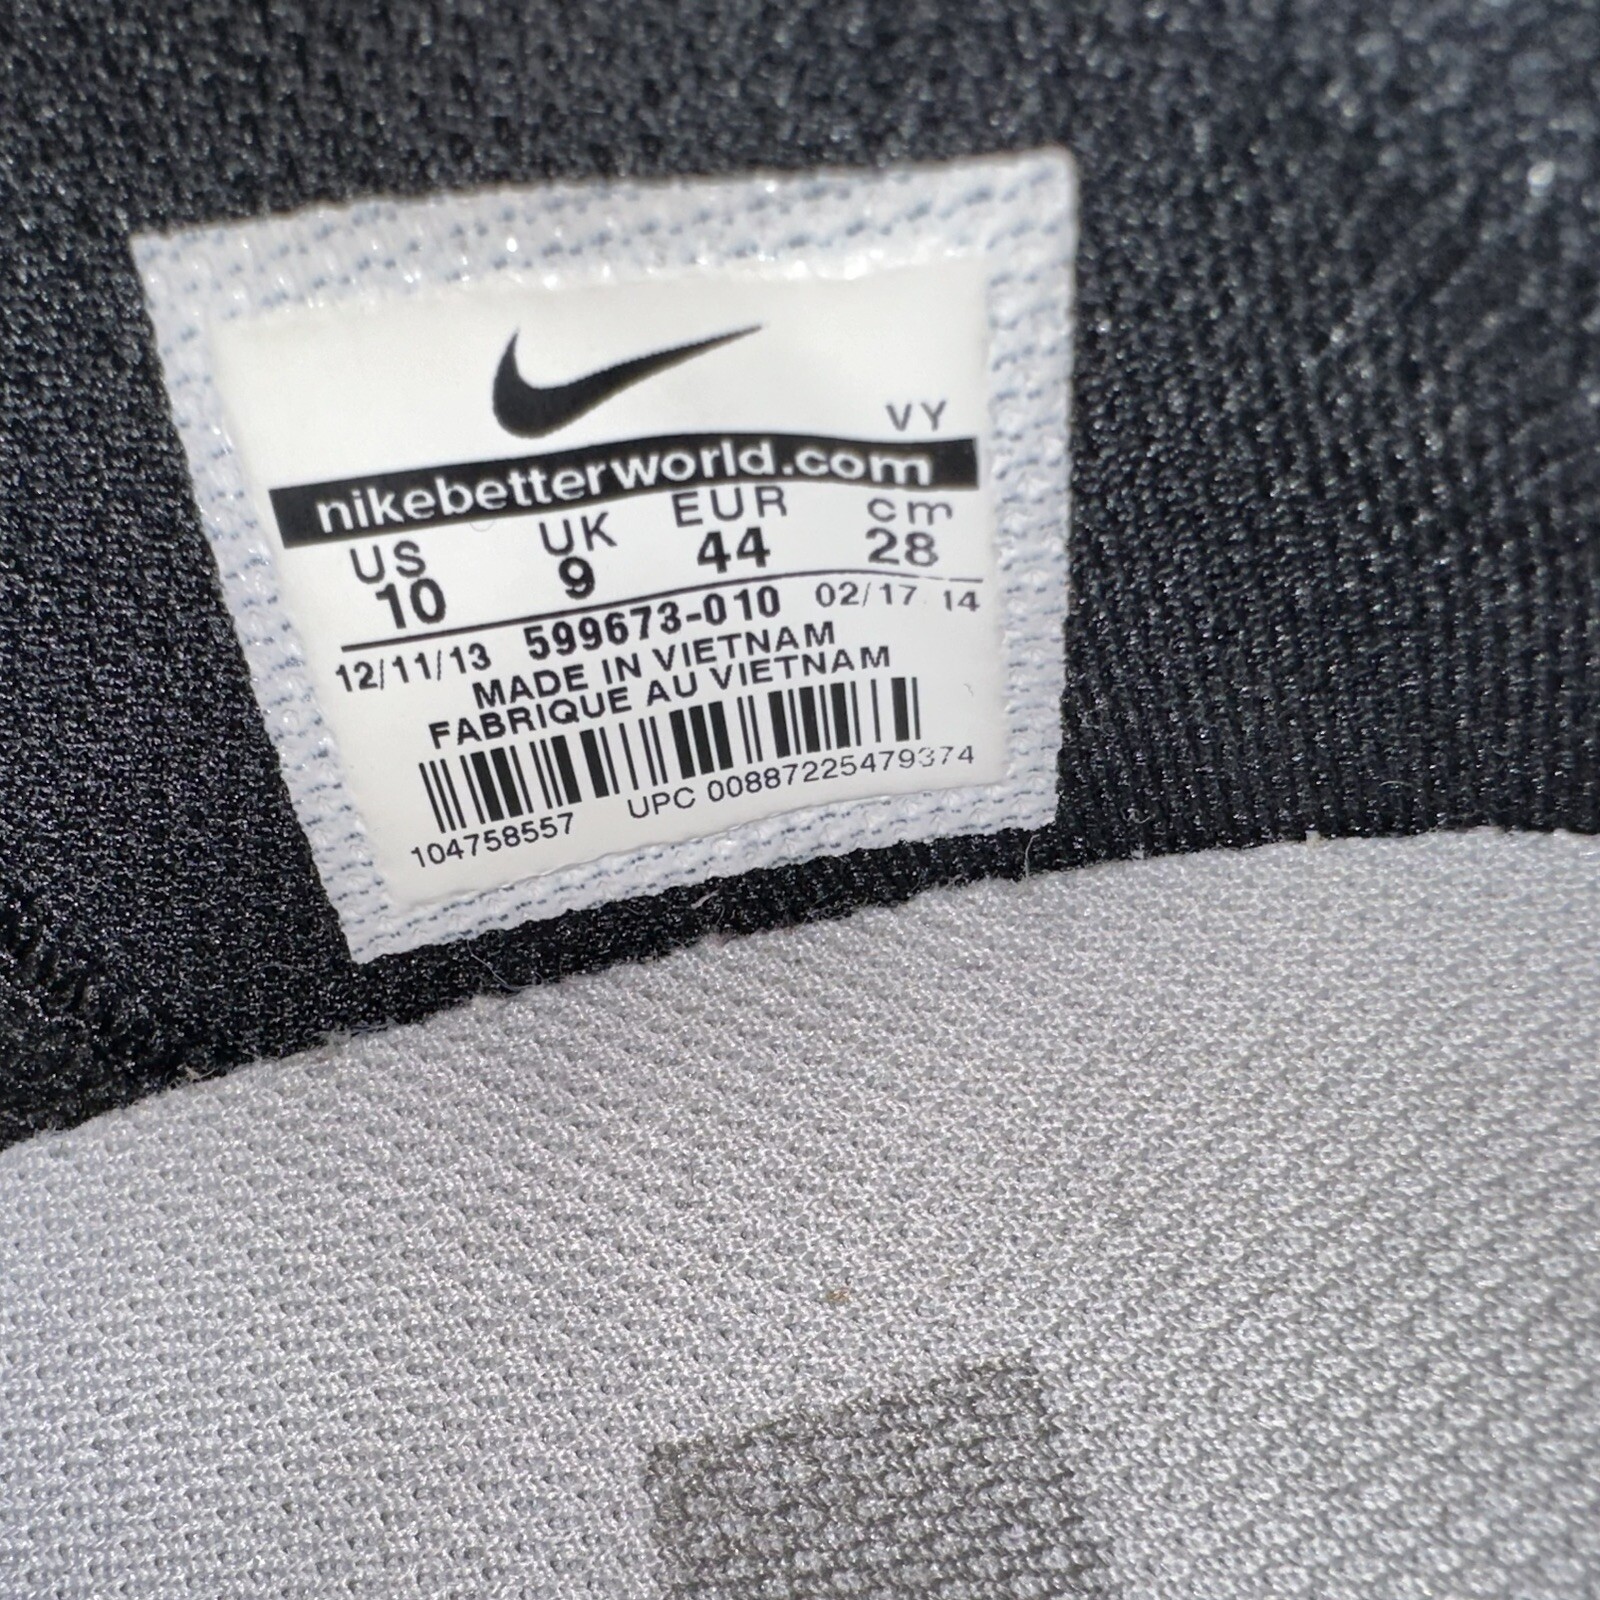 VY
nikebetterworld.com
US UK EUR cm
10 9 44 28
12/11/13 599673-010 02/17 14
MADE IN VIETNAM
FABRIQUE AU VIETNAM
104758557 UPC 00887225479374